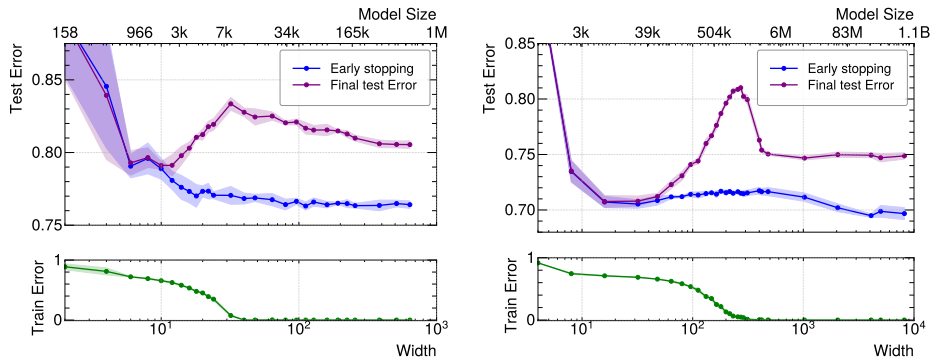 Model Size
158 966 3k 7k 34k 165k 1M
Test Error
0.85
0.80
0.75
Early stopping
Final test Error
Train Error
1
0
10^1 10^2 10^3
Width
Model Size
3k 39k 504k 6M 83M 1.1B
Test Error
0.85
0.80
0.75
0.70
Early stopping
Final test Error
Train Error
1
0
10^1 10^2 10^3 10^4
Width